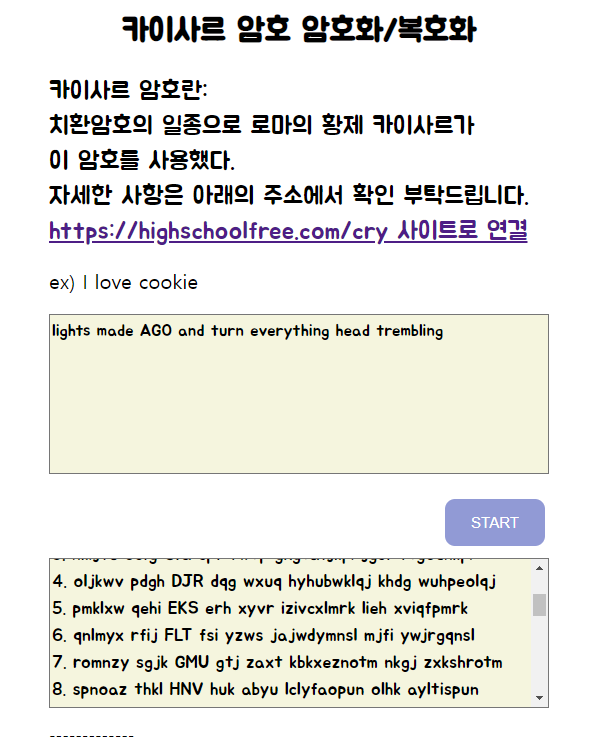 카이사르 암호 암호화/복호화
카이사르 암호란:
치환암호의 일종으로 로마의 황제 카이사르가
이 암호를 사용했다.
자세한 사항은 아래의 주소에서 확인 부탁드립니다.
https://highschoolfree.com/cry 사이트로 연결
ex) I love cookie
lights made AGO and turn everything head trembling
START
4. oljkwv pdgh DJR dqg wxuq hyhubwklqj khdg wuhpeolqj
5. pmklxw qehi EKS erh xyvr izivcxlmrk lieh xviqfpmrk
6. qnlmyx rfij FLT fsi yzws jajwdymnsl mjfi ywjrgqnsl
7. romnzy sgjk GMU gtj zaxt kbkxeznotm nkgj zxkshrotm
8. spnoaz thkl HNV huk abyu lclyfaopun olhk ayltispun
-------------